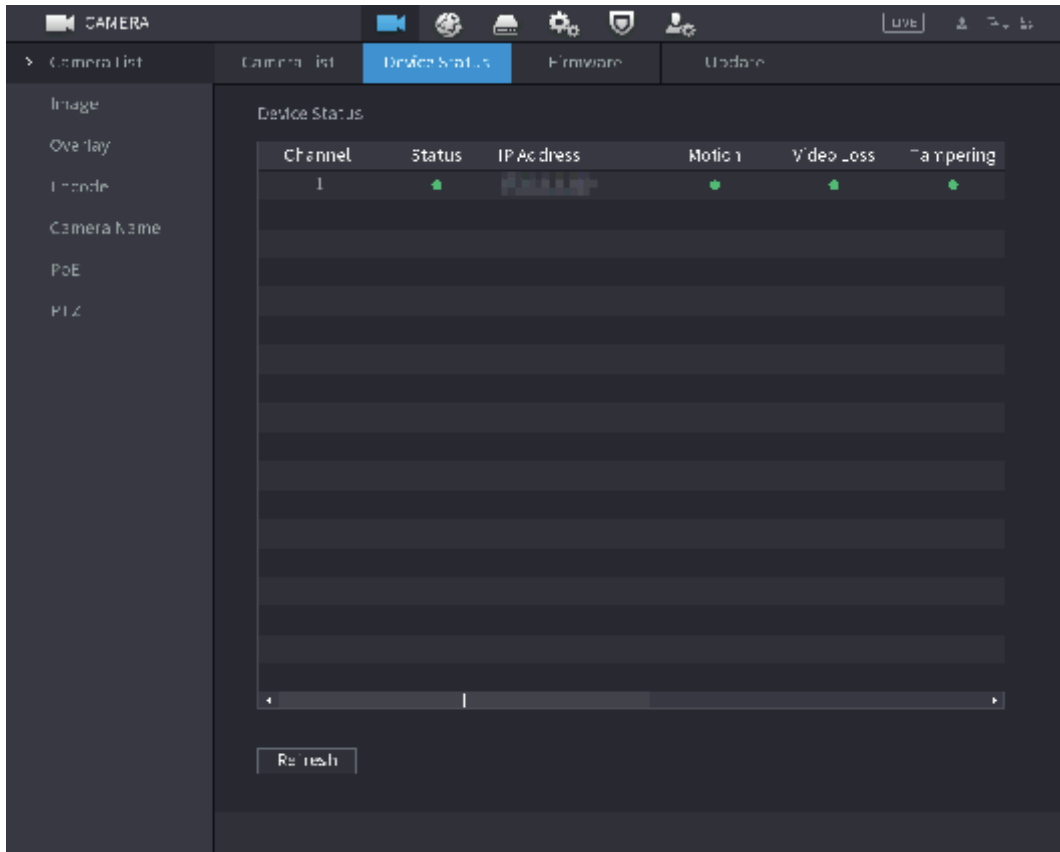 CAMERA LIVE
Camera List Camera List Device Status Firmware Update
Image
Device Status
Overlay
Channel Status IP Address Motion Video Loss Tampering
1
Encode
Camera Name
PoE
PTZ
Refresh